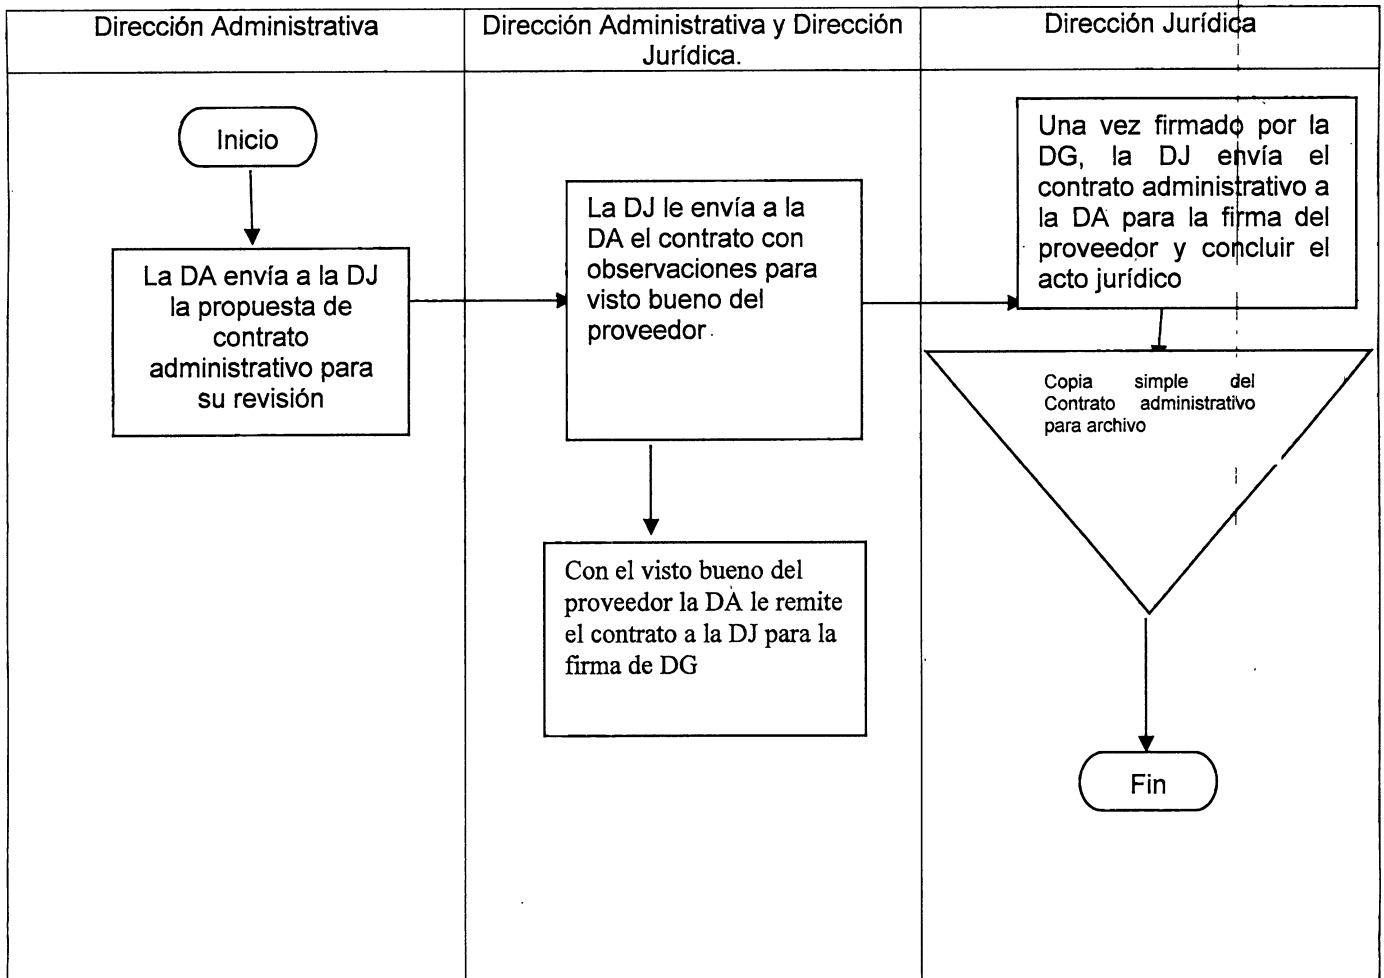 Dirección Administrativa
Dirección Administrativa y Dirección
Jurídica.
Dirección Jurídica
Inicio
La DA envía a la DJ
la propuesta de
contrato
administrativo para
su revisión
La DJ le envía a la
DA el contrato con
observaciones para
visto bueno del
proveedor
Con el visto bueno del
proveedor la DA le remite
el contrato a la DJ para la
firma de DG
Una vez firmado por la
DG, la DJ envía el
contrato administrativo a
la DA para la firma del
proveedor y concluir el
acto jurídico
Copia simple del
Contrato administrativo
para archivo
Fin